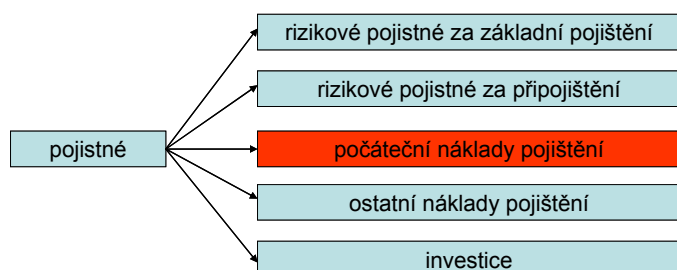 rizikové pojistné za základní pojištění
rizikové pojistné za připojištění
pojistné
počáteční náklady pojištění
ostatní náklady pojištění
investice